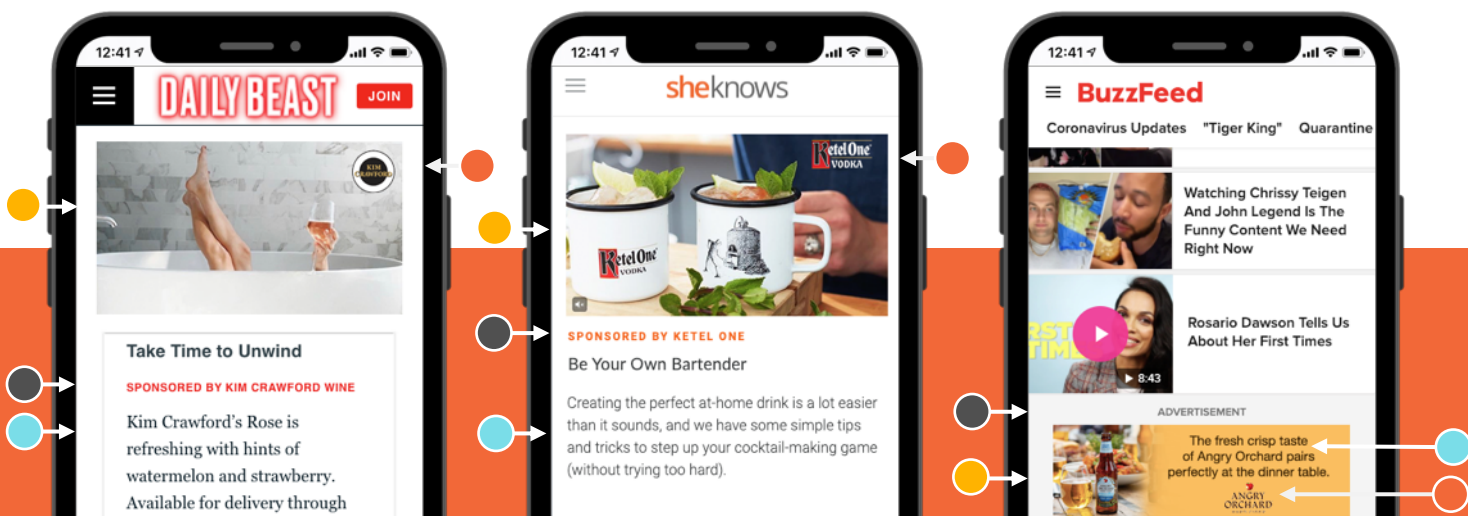 12:41
DAILY BEAST
JOIN
KIM
CRAWFORD
Take Time to Unwind
SPONSORED BY KIM CRAWFORD WINE
Kim Crawford's Rose is
refreshing with hints of
watermelon and strawberry.
Available for delivery through
12:41
sheknows
Ketel One
VODKA
Ketel One
VODKA
SPONSORED BY KETEL ONE
Be Your Own Bartender
Creating the perfect at-home drink is a lot easier
than it sounds, and we have some simple tips
and tricks to step up your cocktail-making game
(without trying too hard).
12:41
BuzzFeed
Coronavirus Updates "Tiger King" Quarantine
Watching Chrissy Teigen
And John Legend Is The
Funny Content We Need
Right Now
RST
TIM
8:43
Rosario Dawson Tells Us
About Her First Times
ADVERTISEMENT
The fresh crisp taste
of Angry Orchard pairs
perfectly at the dinner table.
ANGRY
ORCHARD